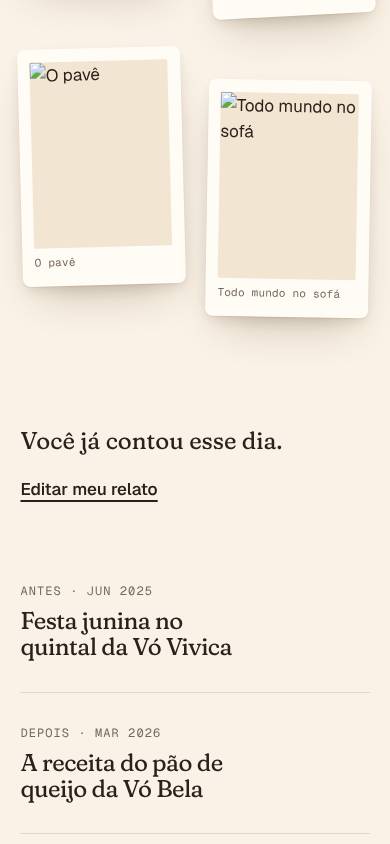 O pavê
O pavê
Todo mundo no
sofá
Todo mundo no sofá
Você já contou esse dia.
Editar meu relato
ANTES · JUN 2025
Festa junina no
quintal da Vó Vivica
DEPOIS · MAR 2026
A receita do pão de
queijo da Vó Bela